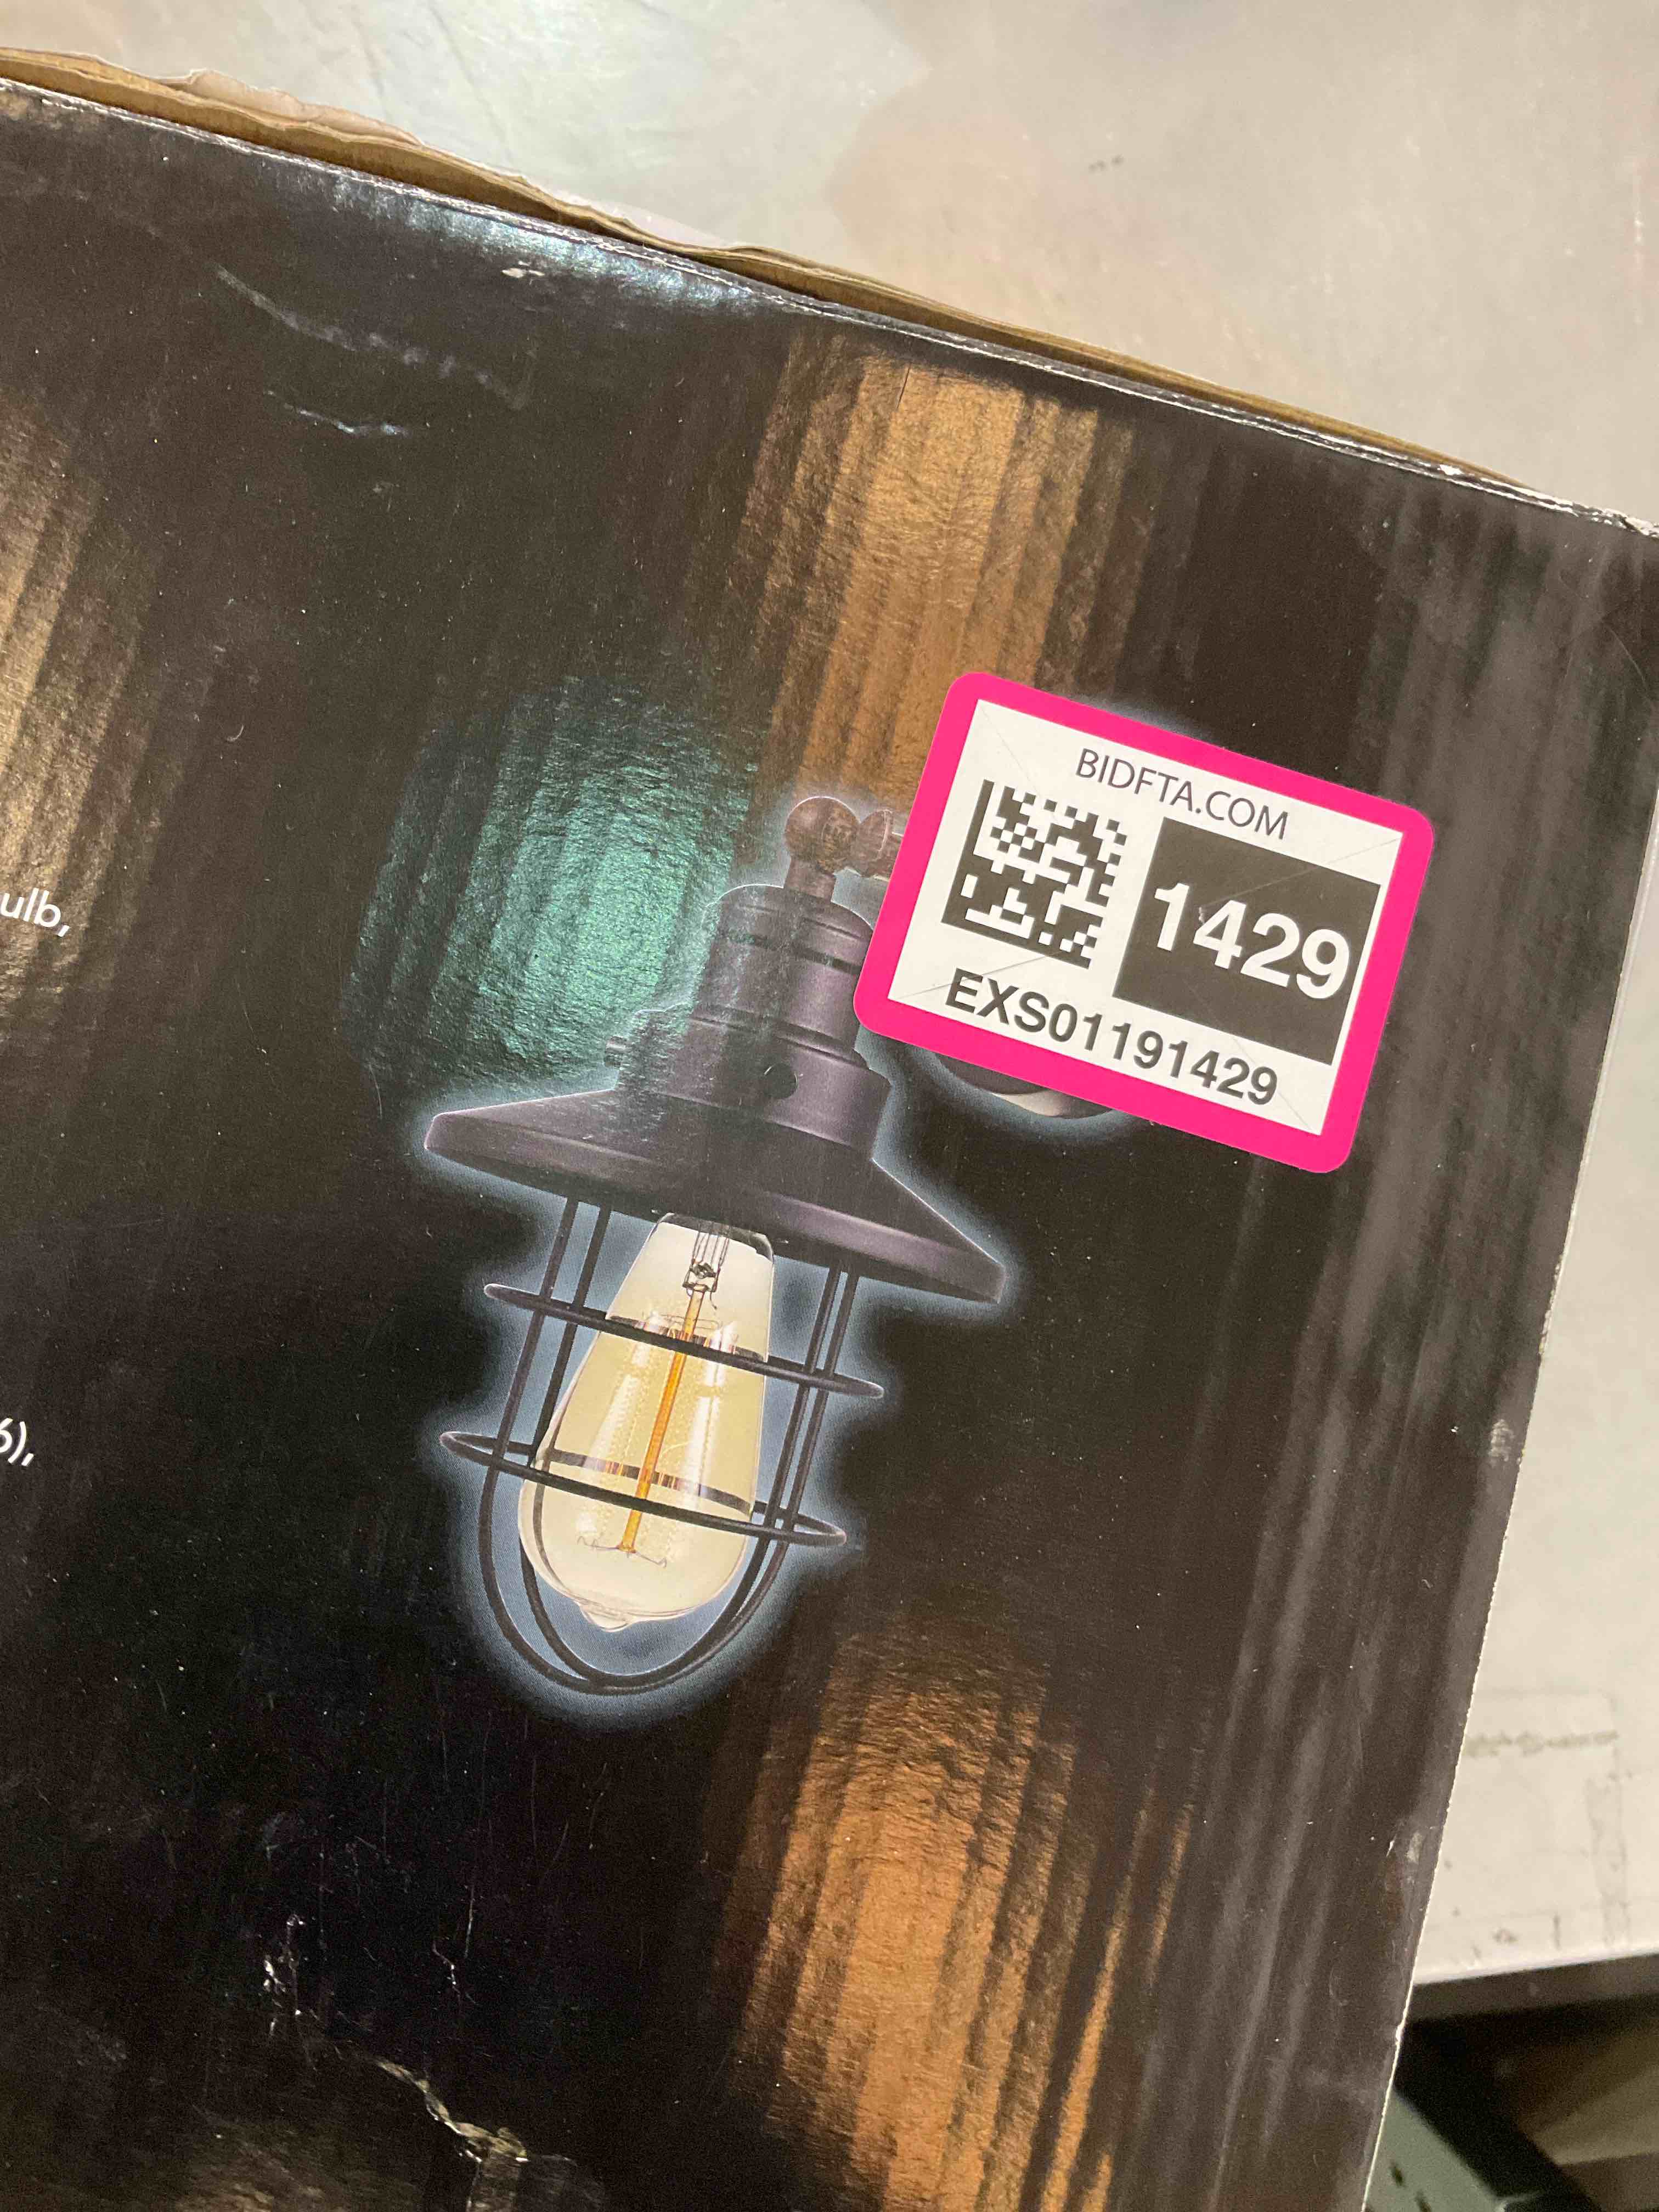 BIDFTA.COM
1429
EXS01191429
ulb,
6),